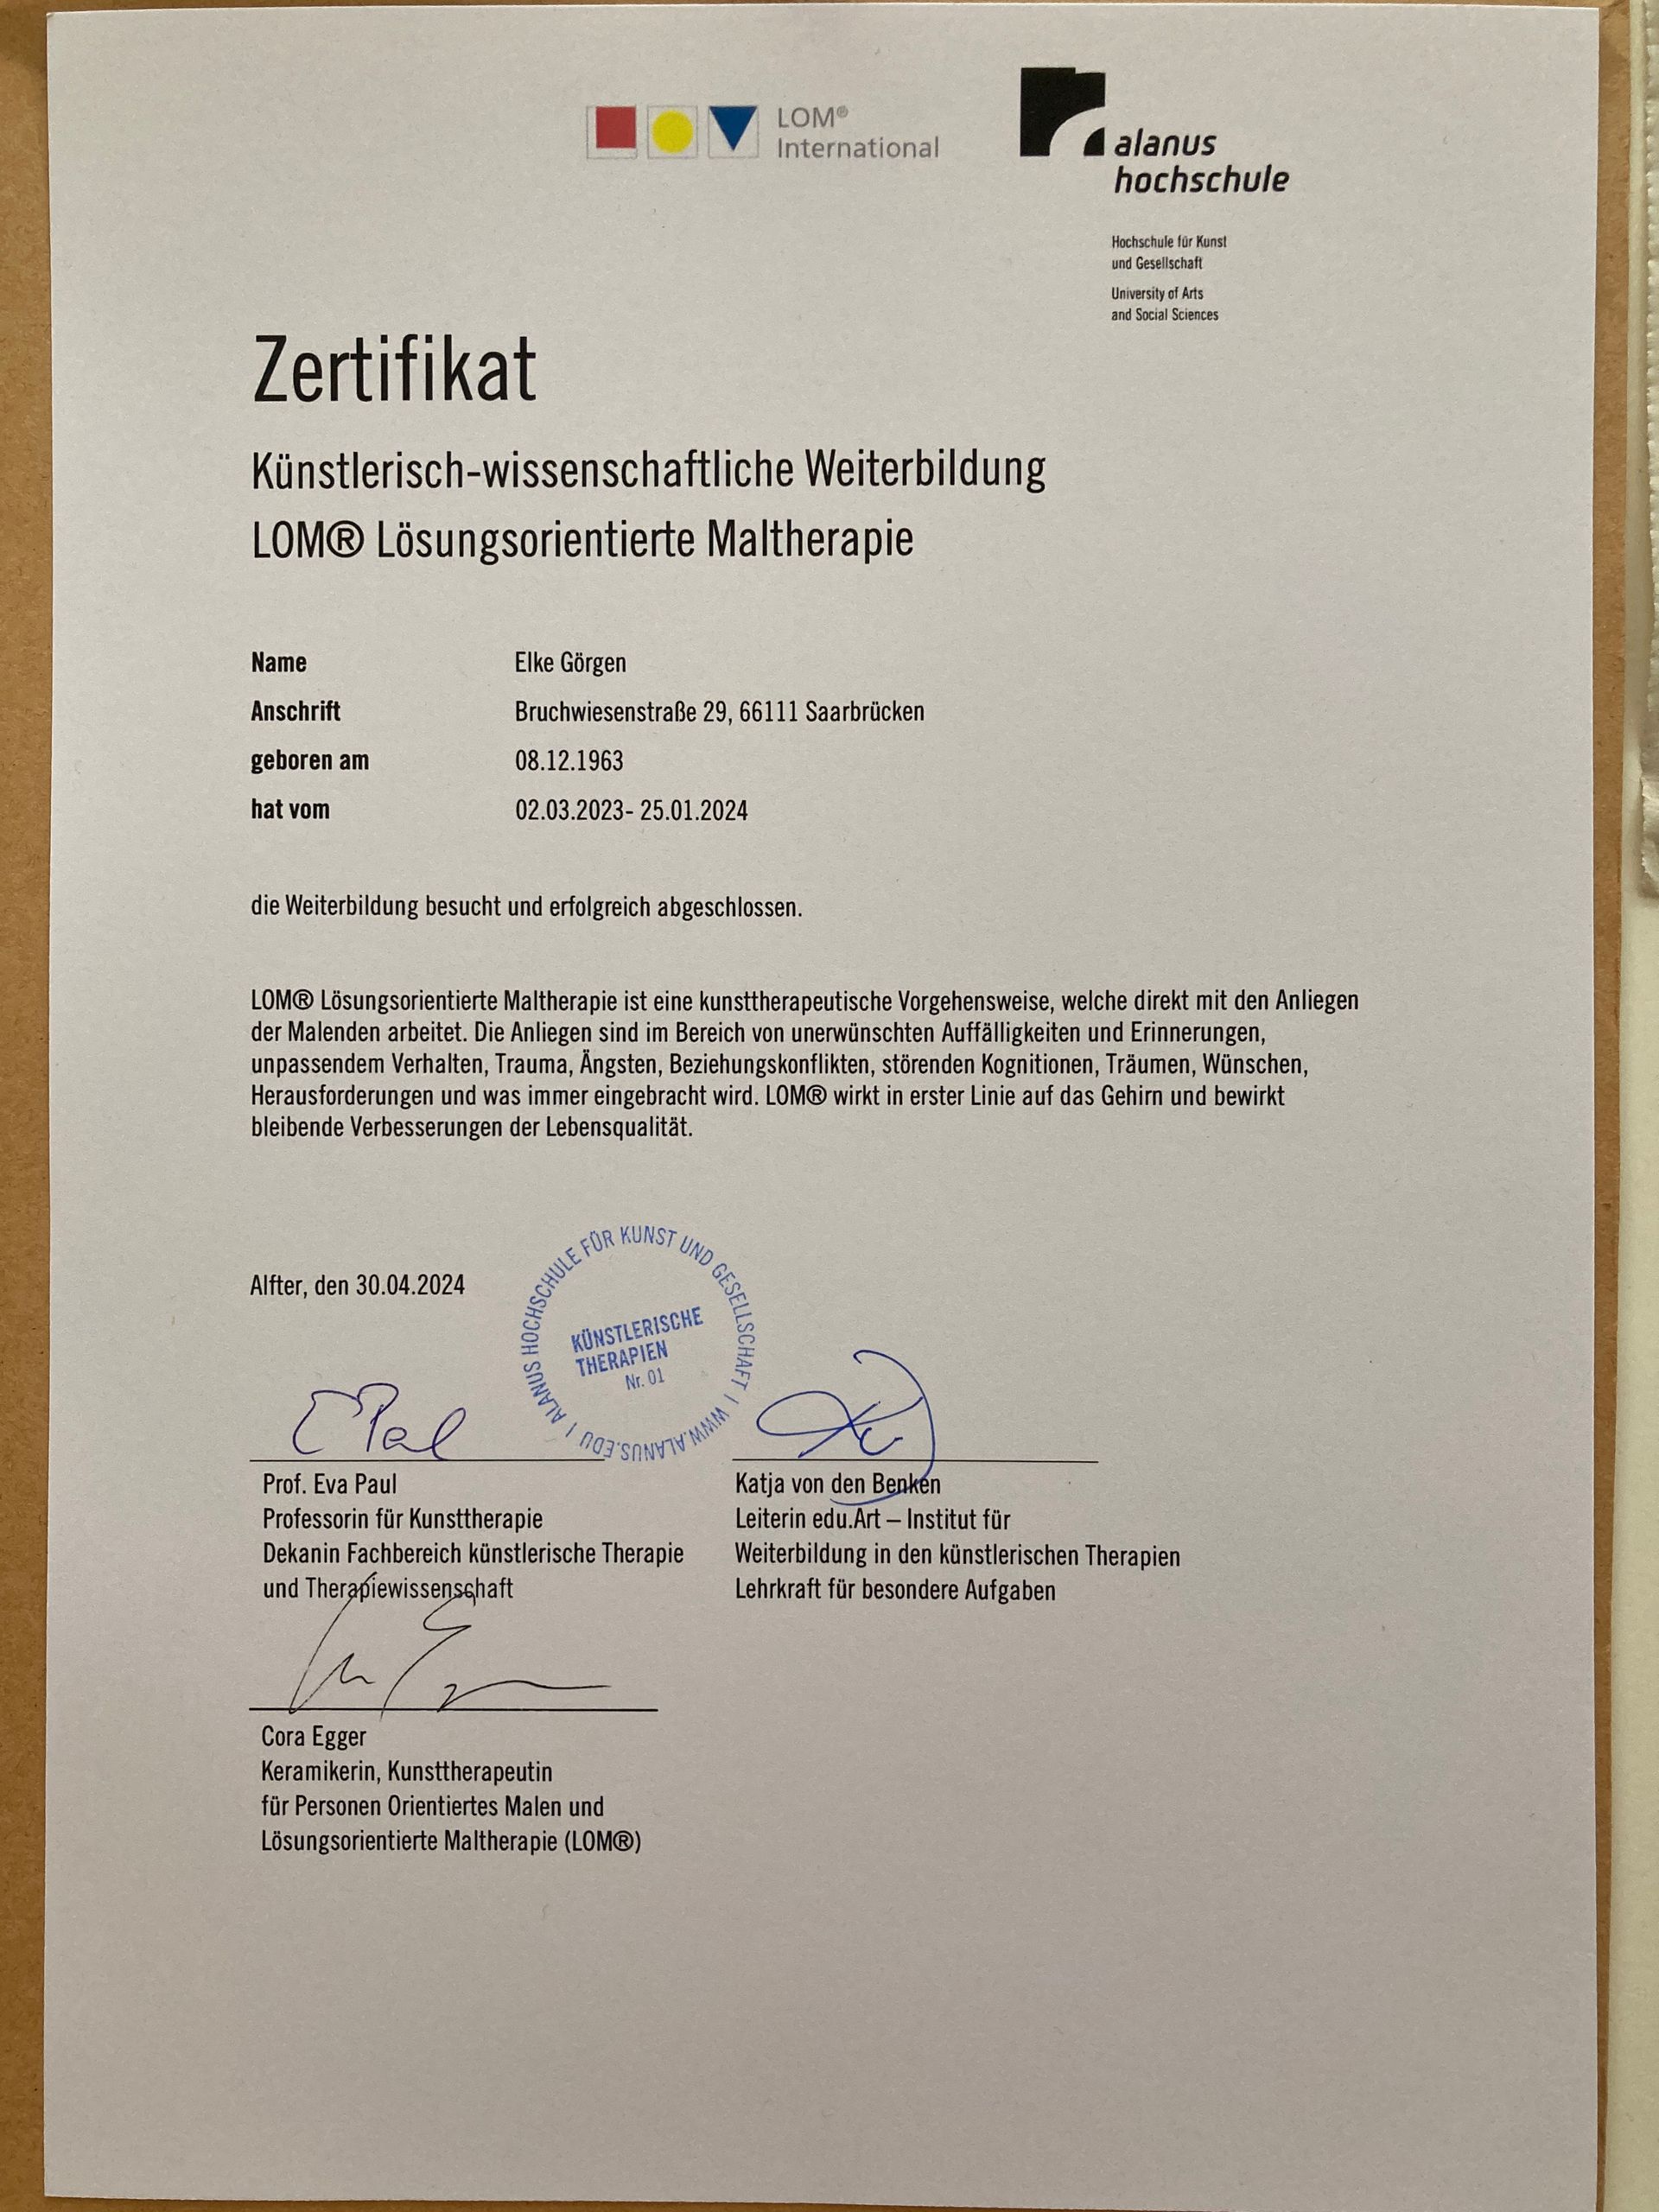 LOM®
International
alanus
hochschule
Hochschule für Kunst
und Gesellschaft
University of Arts
and Social Sciences
Zertifikat
Künstlerisch-wissenschaftliche Weiterbildung
LOM® Lösungsorientierte Maltherapie
Name Elke Görgen
Anschrift Bruchwiesenstraße 29, 66111 Saarbrücken
geboren am 08.12.1963
hat vom 02.03.2023- 25.01.2024
die Weiterbildung besucht und erfolgreich abgeschlossen.
LOM® Lösungsorientierte Maltherapie ist eine kunsttherapeutische Vorgehensweise, welche direkt mit den Anliegen
der Malenden arbeitet. Die Anliegen sind im Bereich von unerwünschten Auffälligkeiten und Erinnerungen,
unpassendem Verhalten, Trauma, Ängsten, Beziehungskonflikten, störenden Kognitionen, Träumen, Wünschen,
Herausforderungen und was immer eingebracht wird. LOM® wirkt in erster Linie auf das Gehirn und bewirkt
bleibende Verbesserungen der Lebensqualität.
Alfter, den 30.04.2024
ALANUS HOCHSCHULE FÜR KUNST UND GESELLSCHAFT | WWW.ALANUS.EDU |
KÜNSTLERISCHE
THERAPIEN
Nr. 01
Prof. Eva Paul
Professorin für Kunsttherapie
Dekanin Fachbereich künstlerische Therapie
und Therapiewissenschaft
Katja von den Benken
Leiterin edu.Art – Institut für
Weiterbildung in den künstlerischen Therapien
Lehrkraft für besondere Aufgaben
Cora Egger
Keramikerin, Kunsttherapeutin
für Personen Orientiertes Malen und
Lösungsorientierte Maltherapie (LOM®)